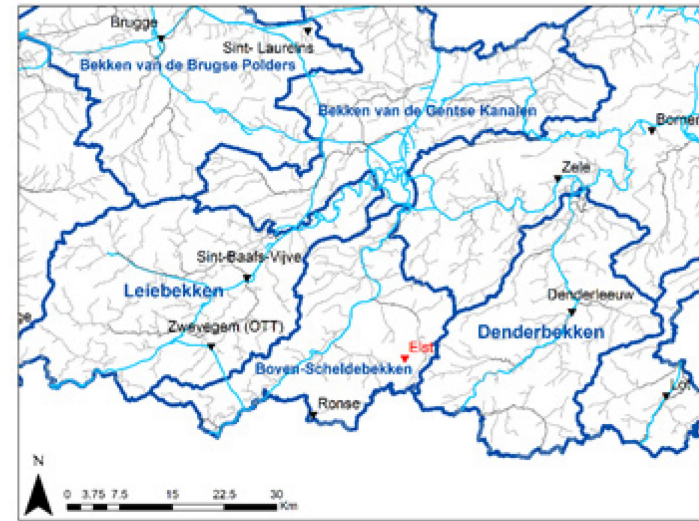 Brugge
Sint- Laureins
Bekken van de Brugse Polders
Bekken van de Gentse Kanalen
Zele
Sint-Baafs-Vijve
Leiebekken
Denderleeuw
Zwevegem (OTT)
Denderbekken
Elst
Boven-Scheldebekken
Ronse
N
0 3.75 7.5 15 22.5 30
Km